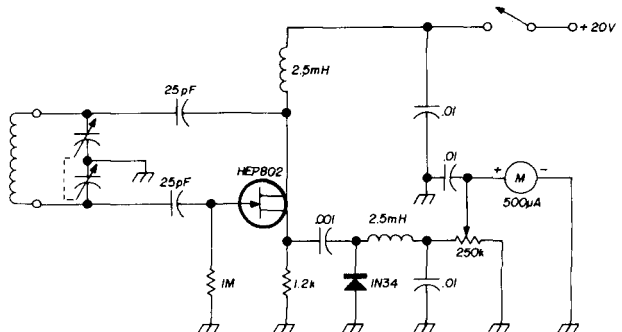 +20V
2.5mH
25pF
.01
HEP802
.01
+ M -
500µA
25pF
.001
2.5mH
250k
1M
1.2k
1N34
.01